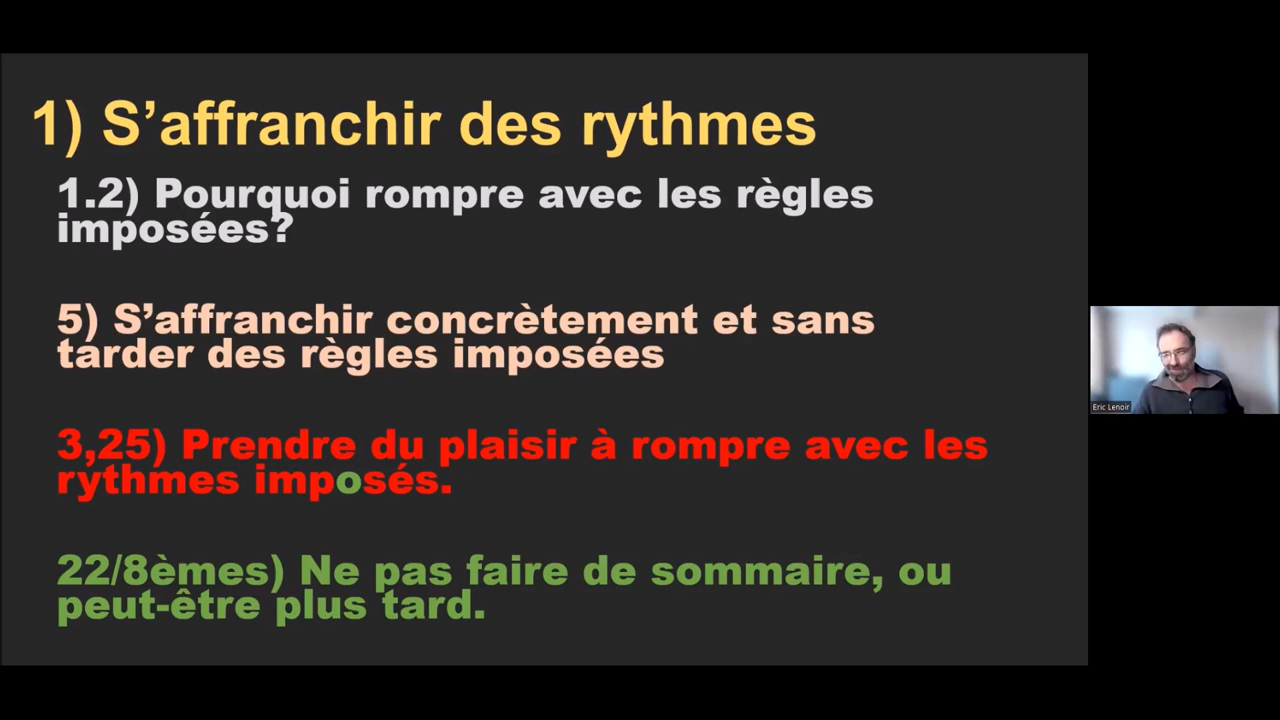 1) S’affranchir des rythmes
1.2) Pourquoi rompre avec les règles
imposées?
5) S’affranchir concrètement et sans
tarder des règles imposées
3,25) Prendre du plaisir à rompre avec les
rythmes imposés.
22/8èmes) Ne pas faire de sommaire, ou
peut-être plus tard.
Eric Lenoir